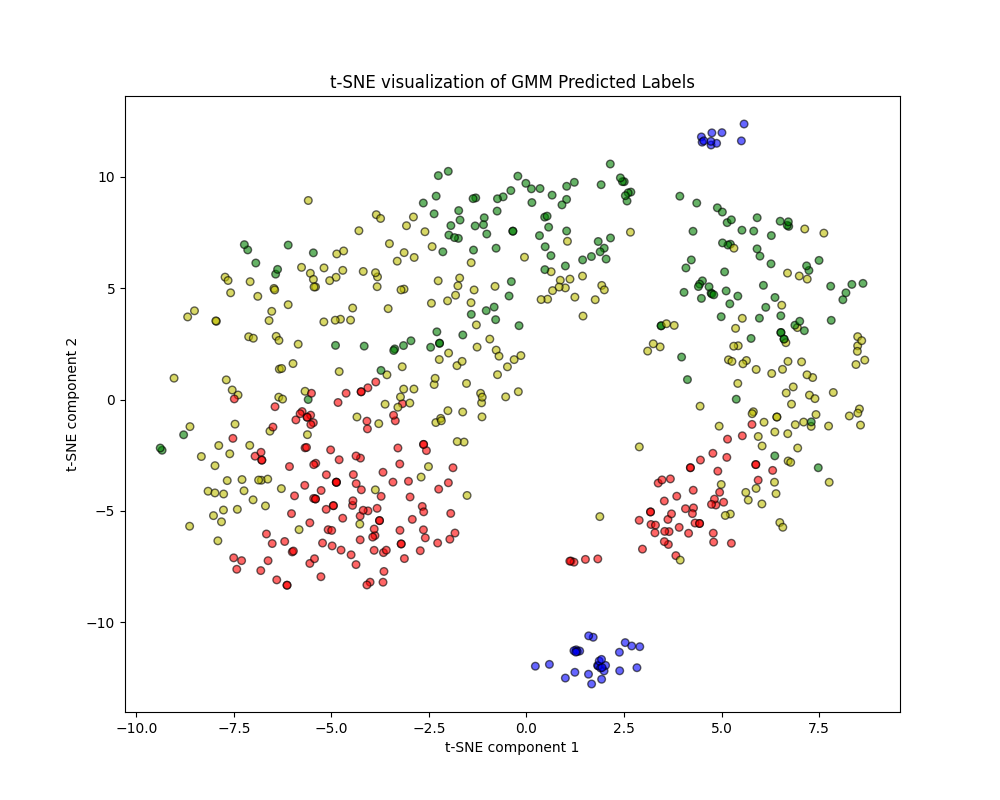 t-SNE visualization of GMM Predicted Labels
10
5
0
−5
−10
t-SNE component 2
−10.0 −7.5 −5.0 −2.5 0.0 2.5 5.0 7.5
t-SNE component 1